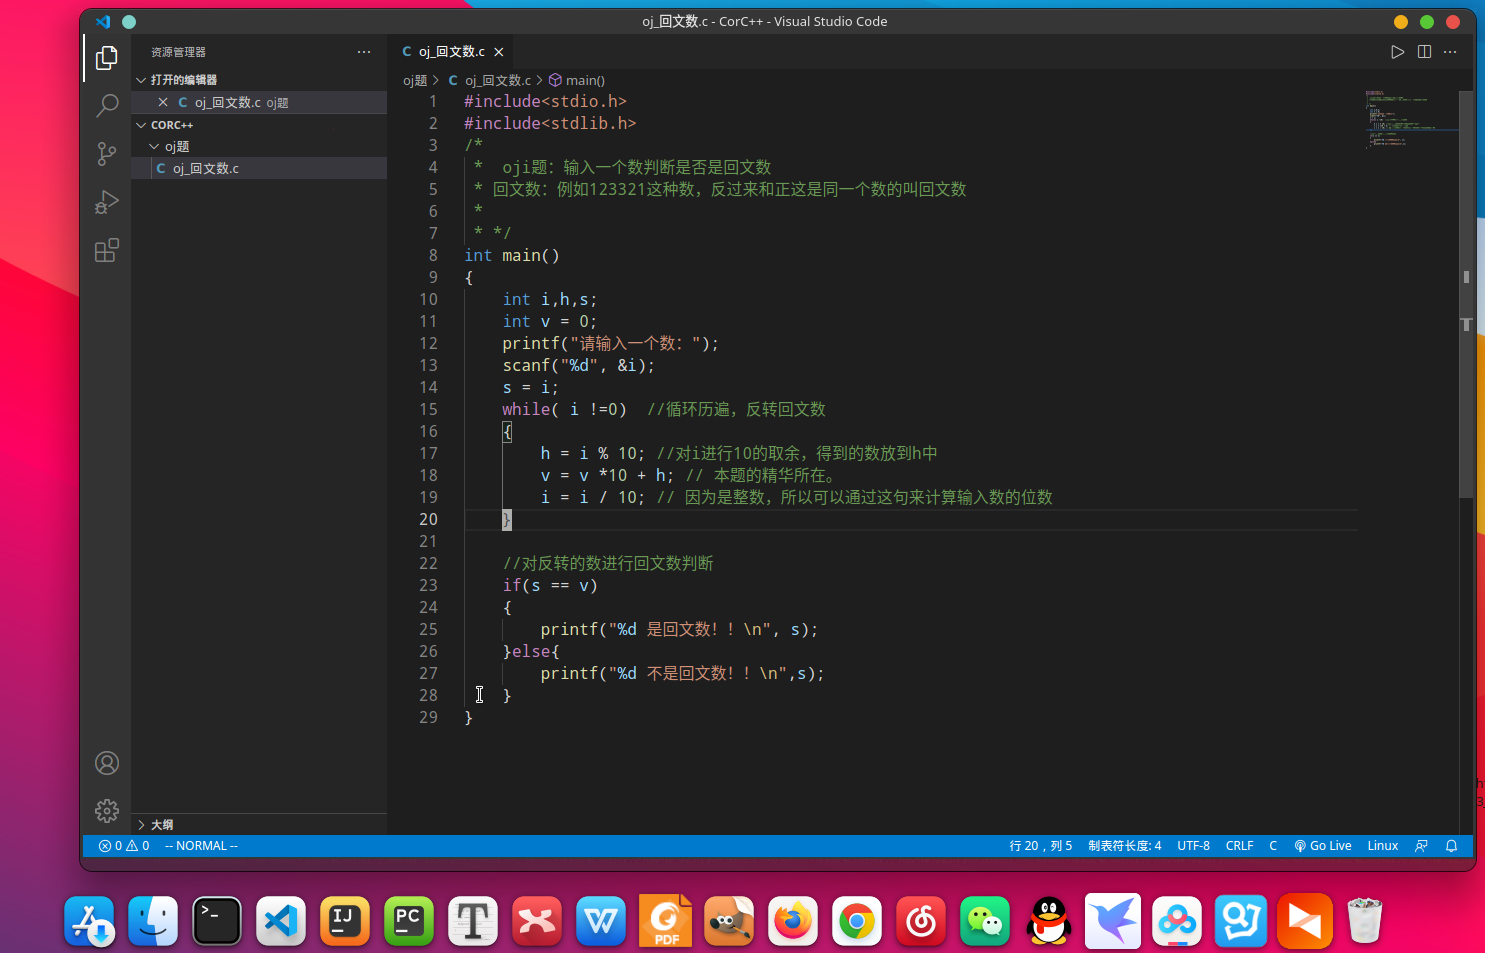 oj_回文数.c - CorC++ - Visual Studio Code
资源管理器
打开的编辑器
oj_回文数.c oj题
CORC++
oj题
oj_回文数.c
大纲
oj_回文数.c
oj题 > oj_回文数.c > main()
1 #include<stdio.h>
2 #include<stdlib.h>
3 /*
4 *  oji题：输入一个数判断是否是回文数
5 * 回文数：例如123321这种数，反过来和正这是同一个数的叫回文数
6 *
7 * */
8 int main()
9 {
10 int i,h,s;
11 int v = 0;
12 printf("请输入一个数：");
13 scanf("%d", &i);
14 s = i;
15 while( i !=0)  //循环历遍，反转回文数
16 {
17 h = i % 10; //对i进行10的取余，得到的数放到h中
18 v = v *10 + h; // 本题的精华所在。
19 i = i / 10; // 因为是整数，所以可以通过这句来计算输入数的位数
20 }
21
22 //对反转的数进行回文数判断
23 if(s == v)
24 {
25 printf("%d 是回文数！！\n", s);
26 }else{
27 printf("%d 不是回文数！！\n",s);
28 }
29 }
0 0 -- NORMAL --
行 20，列 5 制表符长度: 4 UTF-8 CRLF C Go Live Linux
>_ IJ PC T W PDF